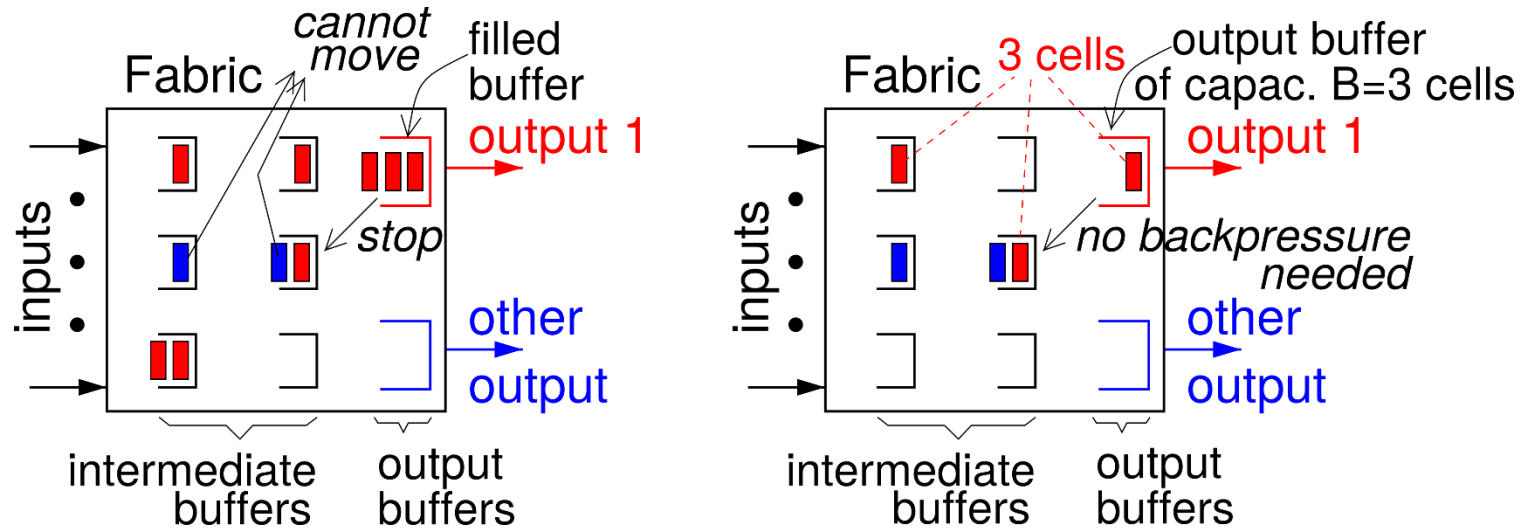 cannot
move
filled
buffer
Fabric
output 1
stop
inputs
other
output
intermediate
buffers
output
buffers
3 cells
output buffer
of capac. B=3 cells
Fabric
output 1
no backpressure
needed
inputs
other
output
intermediate
buffers
output
buffers